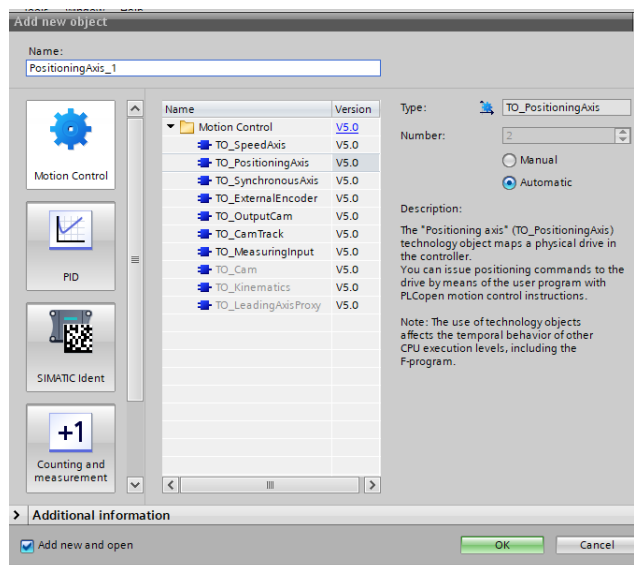 Add new object
Name:
PositioningAxis_1
Motion Control
PID
SIMATIC Ident
+1
Counting and
measurement
Name Version
Motion Control V5.0
TO_SpeedAxis V5.0
TO_PositioningAxis V5.0
TO_SynchronousAxis V5.0
TO_ExternalEncoder V5.0
TO_OutputCam V5.0
TO_CamTrack V5.0
TO_MeasuringInput V5.0
TO_Cam V5.0
TO_Kinematics V5.0
TO_LeadingAxisProxy V5.0
Type: TO_PositioningAxis
Number: 2
Manual
Automatic
Description:
The "Positioning axis" (TO_PositioningAxis)
technology object maps a physical drive in
the controller.
You can issue positioning commands to the
drive by means of the user program with
PLCopen motion control instructions.
Note: The use of technology objects
affects the temporal behavior of other
CPU execution levels, including the
F-program.
> Additional information
Add new and open
OK Cancel